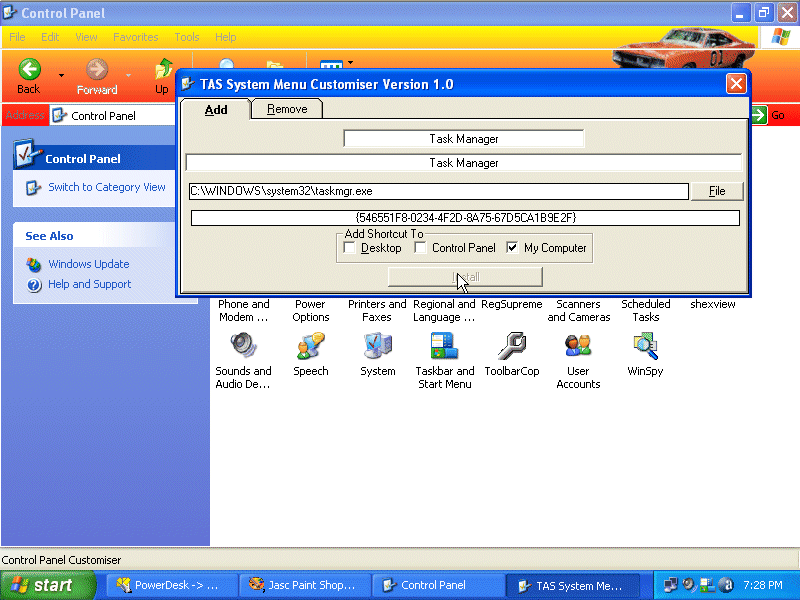 Control Panel
File Edit View Favorites Tools Help
01
Back Forward Up
TAS System Menu Customiser Version 1.0
Address Control Panel Go
Add Remove
Task Manager
Task Manager
C:\WINDOWS\system32\taskmgr.exe File
{546551F8-0234-4F2D-8A75-67D5CA1B9E2F}
Add Shortcut To
Desktop Control Panel My Computer
Control Panel
Switch to Category View
See Also
Windows Update
Help and Support
Phone and Modem ...
Power Options
Printers and Faxes
Regional and Language ...
RegSupreme
Scanners and Cameras
Scheduled Tasks
shexview
Sounds and Audio De...
Speech
System
Taskbar and Start Menu
ToolbarCop
User Accounts
WinSpy
Control Panel Customiser
start PowerDesk -> ... Jasc Paint Shop... Control Panel TAS System Me... 7:28 PM